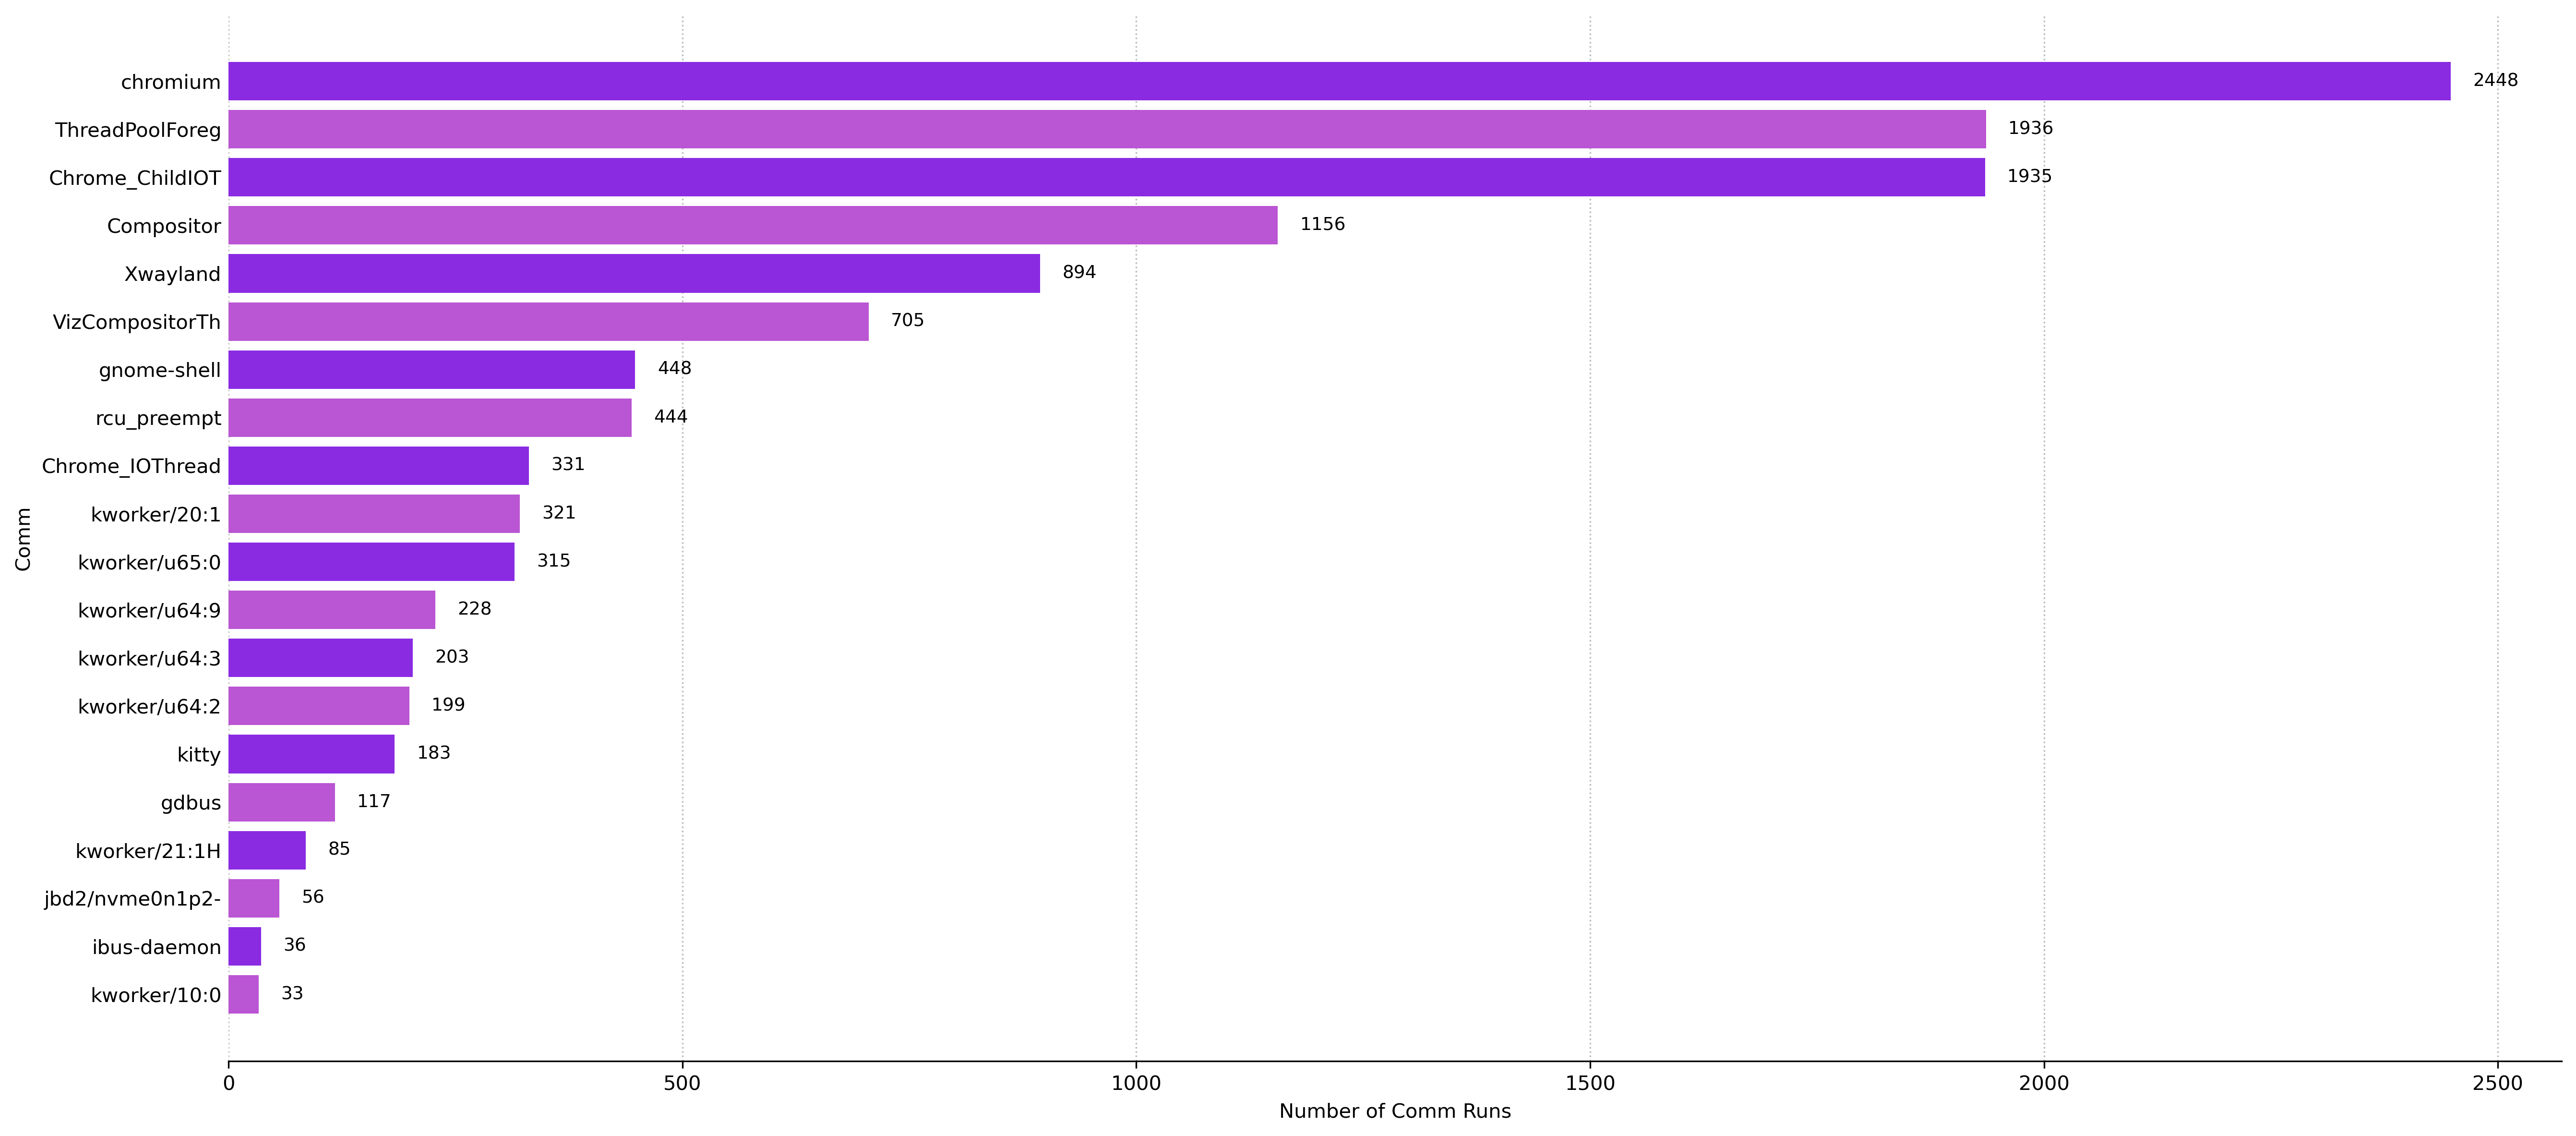 chromium 2448
ThreadPoolForeg 1936
Chrome_ChildIOT 1935
Compositor 1156
Xwayland 894
VizCompositorTh 705
gnome-shell 448
rcu_preempt 444
Chrome_IOThread 331
kworker/20:1 321
kworker/u65:0 315
kworker/u64:9 228
kworker/u64:3 203
kworker/u64:2 199
kitty 183
gdbus 117
kworker/21:1H 85
jbd2/nvme0n1p2- 56
ibus-daemon 36
kworker/10:0 33
Comm
0 500 1000 1500 2000 2500
Number of Comm Runs